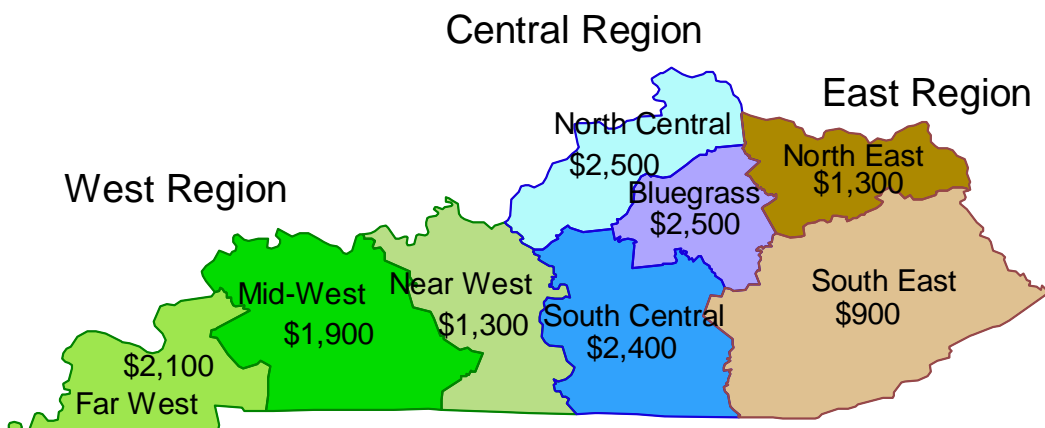 Central Region
East Region
North Central
$2,500
North East
$1,300
West Region
Bluegrass
$2,500
Mid-West
$1,900
Near West
$1,300
South East
$900
South Central
$2,400
$2,100
Far West